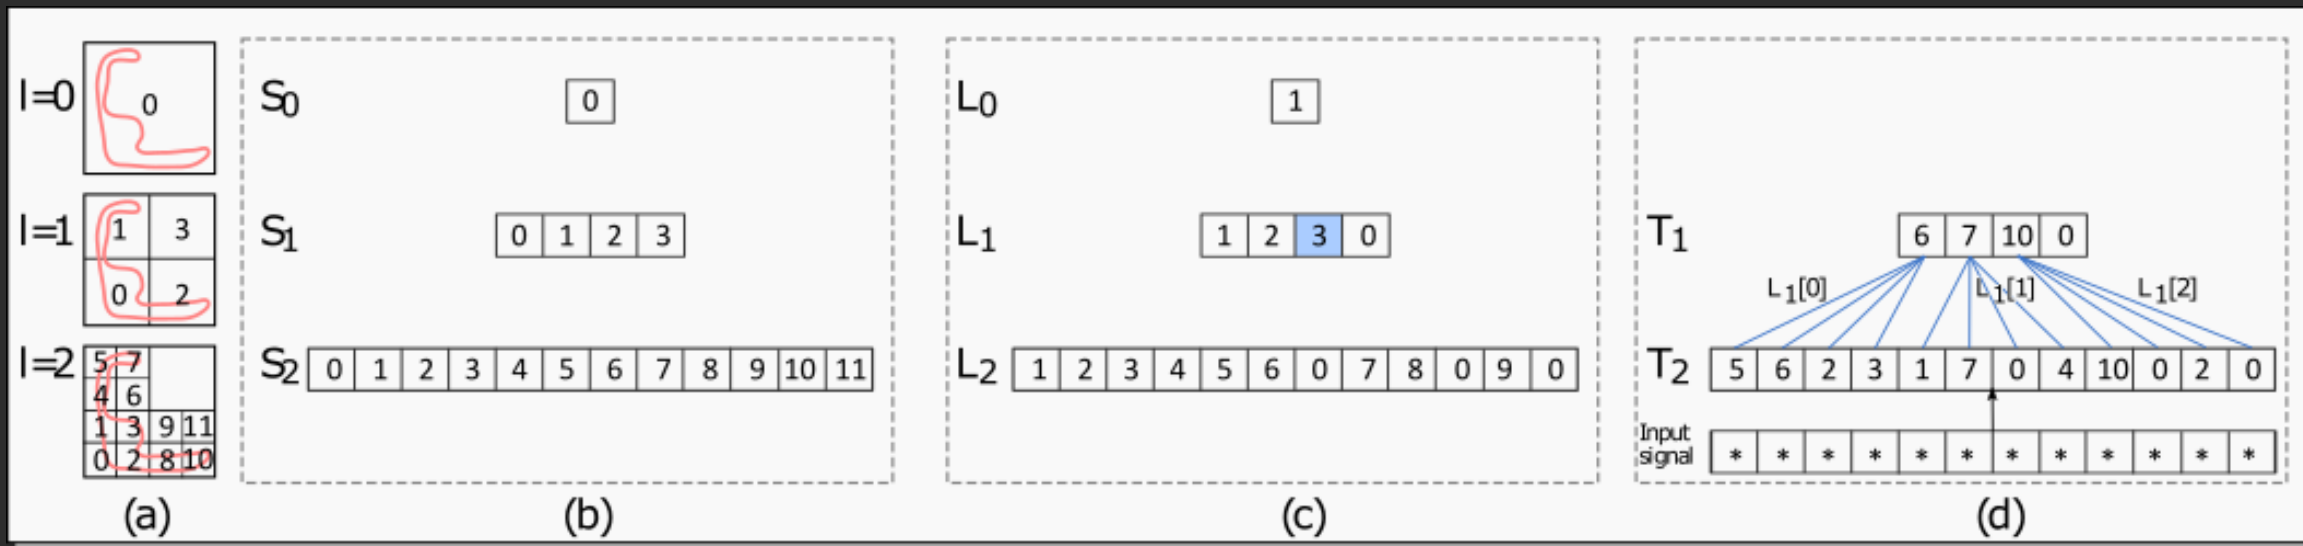 l=0
0
S0
0
L0
1
l=1
1 3
0 2
S1
0 1 2 3
L1
1 2 3 0
T1
6 7 10 0
L1[0] L1[1] L1[2]
l=2
5 7
4 6
1 3 9 11
0 2 8 10
S2
0 1 2 3 4 5 6 7 8 9 10 11
L2
1 2 3 4 5 6 0 7 8 0 9 0
T2
5 6 2 3 1 7 0 4 10 0 2 0
Input
signal
* * * * * * * * * * * *
(a) (b) (c) (d)